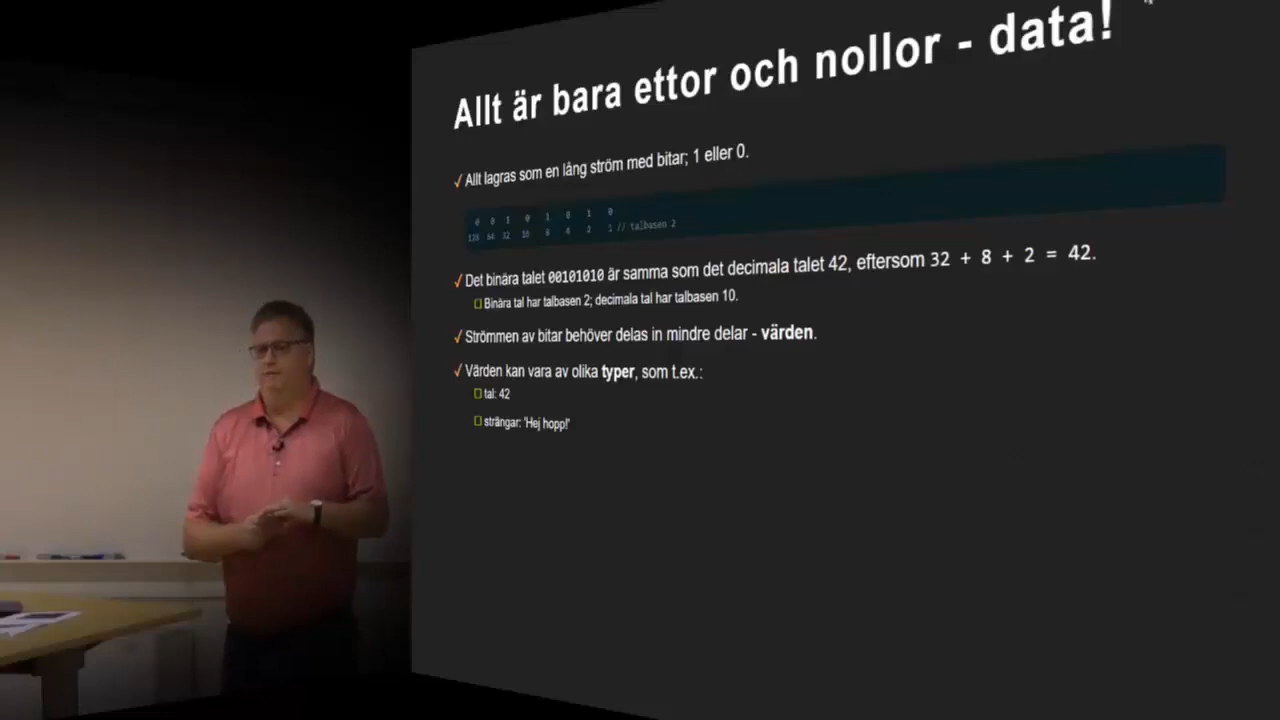 Allt är bara ettor och nollor - data!
Allt lagras som en lång ström med bitar; 1 eller 0.
0 0 1 0 1 0 1 0
128 64 32 16 8 4 2 1 // talbasen 2
Det binära talet 00101010 är samma som det decimala talet 42, eftersom 32 + 8 + 2 = 42.
Binära tal har talbasen 2; decimala tal har talbasen 10.
Strömmen av bitar behöver delas in mindre delar - värden.
Värden kan vara av olika typer, som t.ex.:
tal: 42
strängar: 'Hej hopp!'